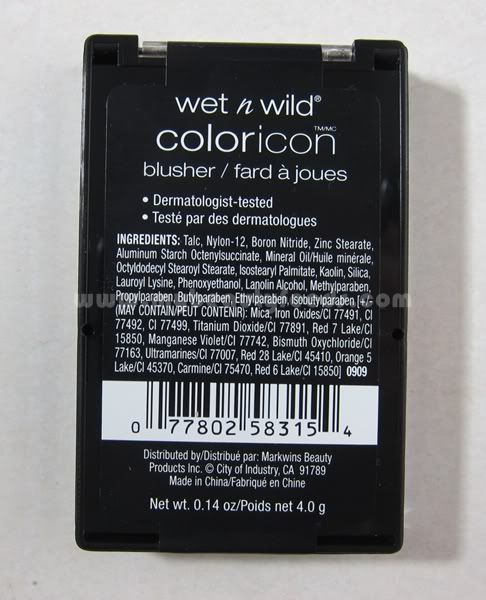 wet n wild®
coloricon™/MC
blusher / fard à joues
• Dermatologist-tested
• Testé par des dermatologues
INGREDIENTS: Talc, Nylon-12, Boron Nitride, Zinc Stearate,
Aluminum Starch Octenylsuccinate, Mineral Oil/Huile minérale,
Octyldodecyl Stearoyl Stearate, Isostearyl Palmitate, Kaolin, Silica,
Lauroyl Lysine, Phenoxyethanol, Lanolin Alcohol, Methylparaben,
Propylparaben, Butylparaben, Ethylparaben, Isobutylparaben, [+/-
(MAY CONTAIN/PEUT CONTENIR): Mica, Iron Oxides/CI 77491, CI
77492, CI 77499, Titanium Dioxide/CI 77891, Red 7 Lake/CI
15850, Manganese Violet/CI 77742, Bismuth Oxychloride/CI
77163, Ultramarines/CI 77007, Red 28 Lake/CI 45410, Orange 5
Lake/CI 45370, Carmine/CI 75470, Red 6 Lake/CI 15850] 0909
0 77802 58315 4
Distributed by/Distribué par: Markwins Beauty
Products Inc. © City of Industry, CA 91789
Made in China/Fabriqué en Chine
Net wt. 0.14 oz/Poids net 4.0 g